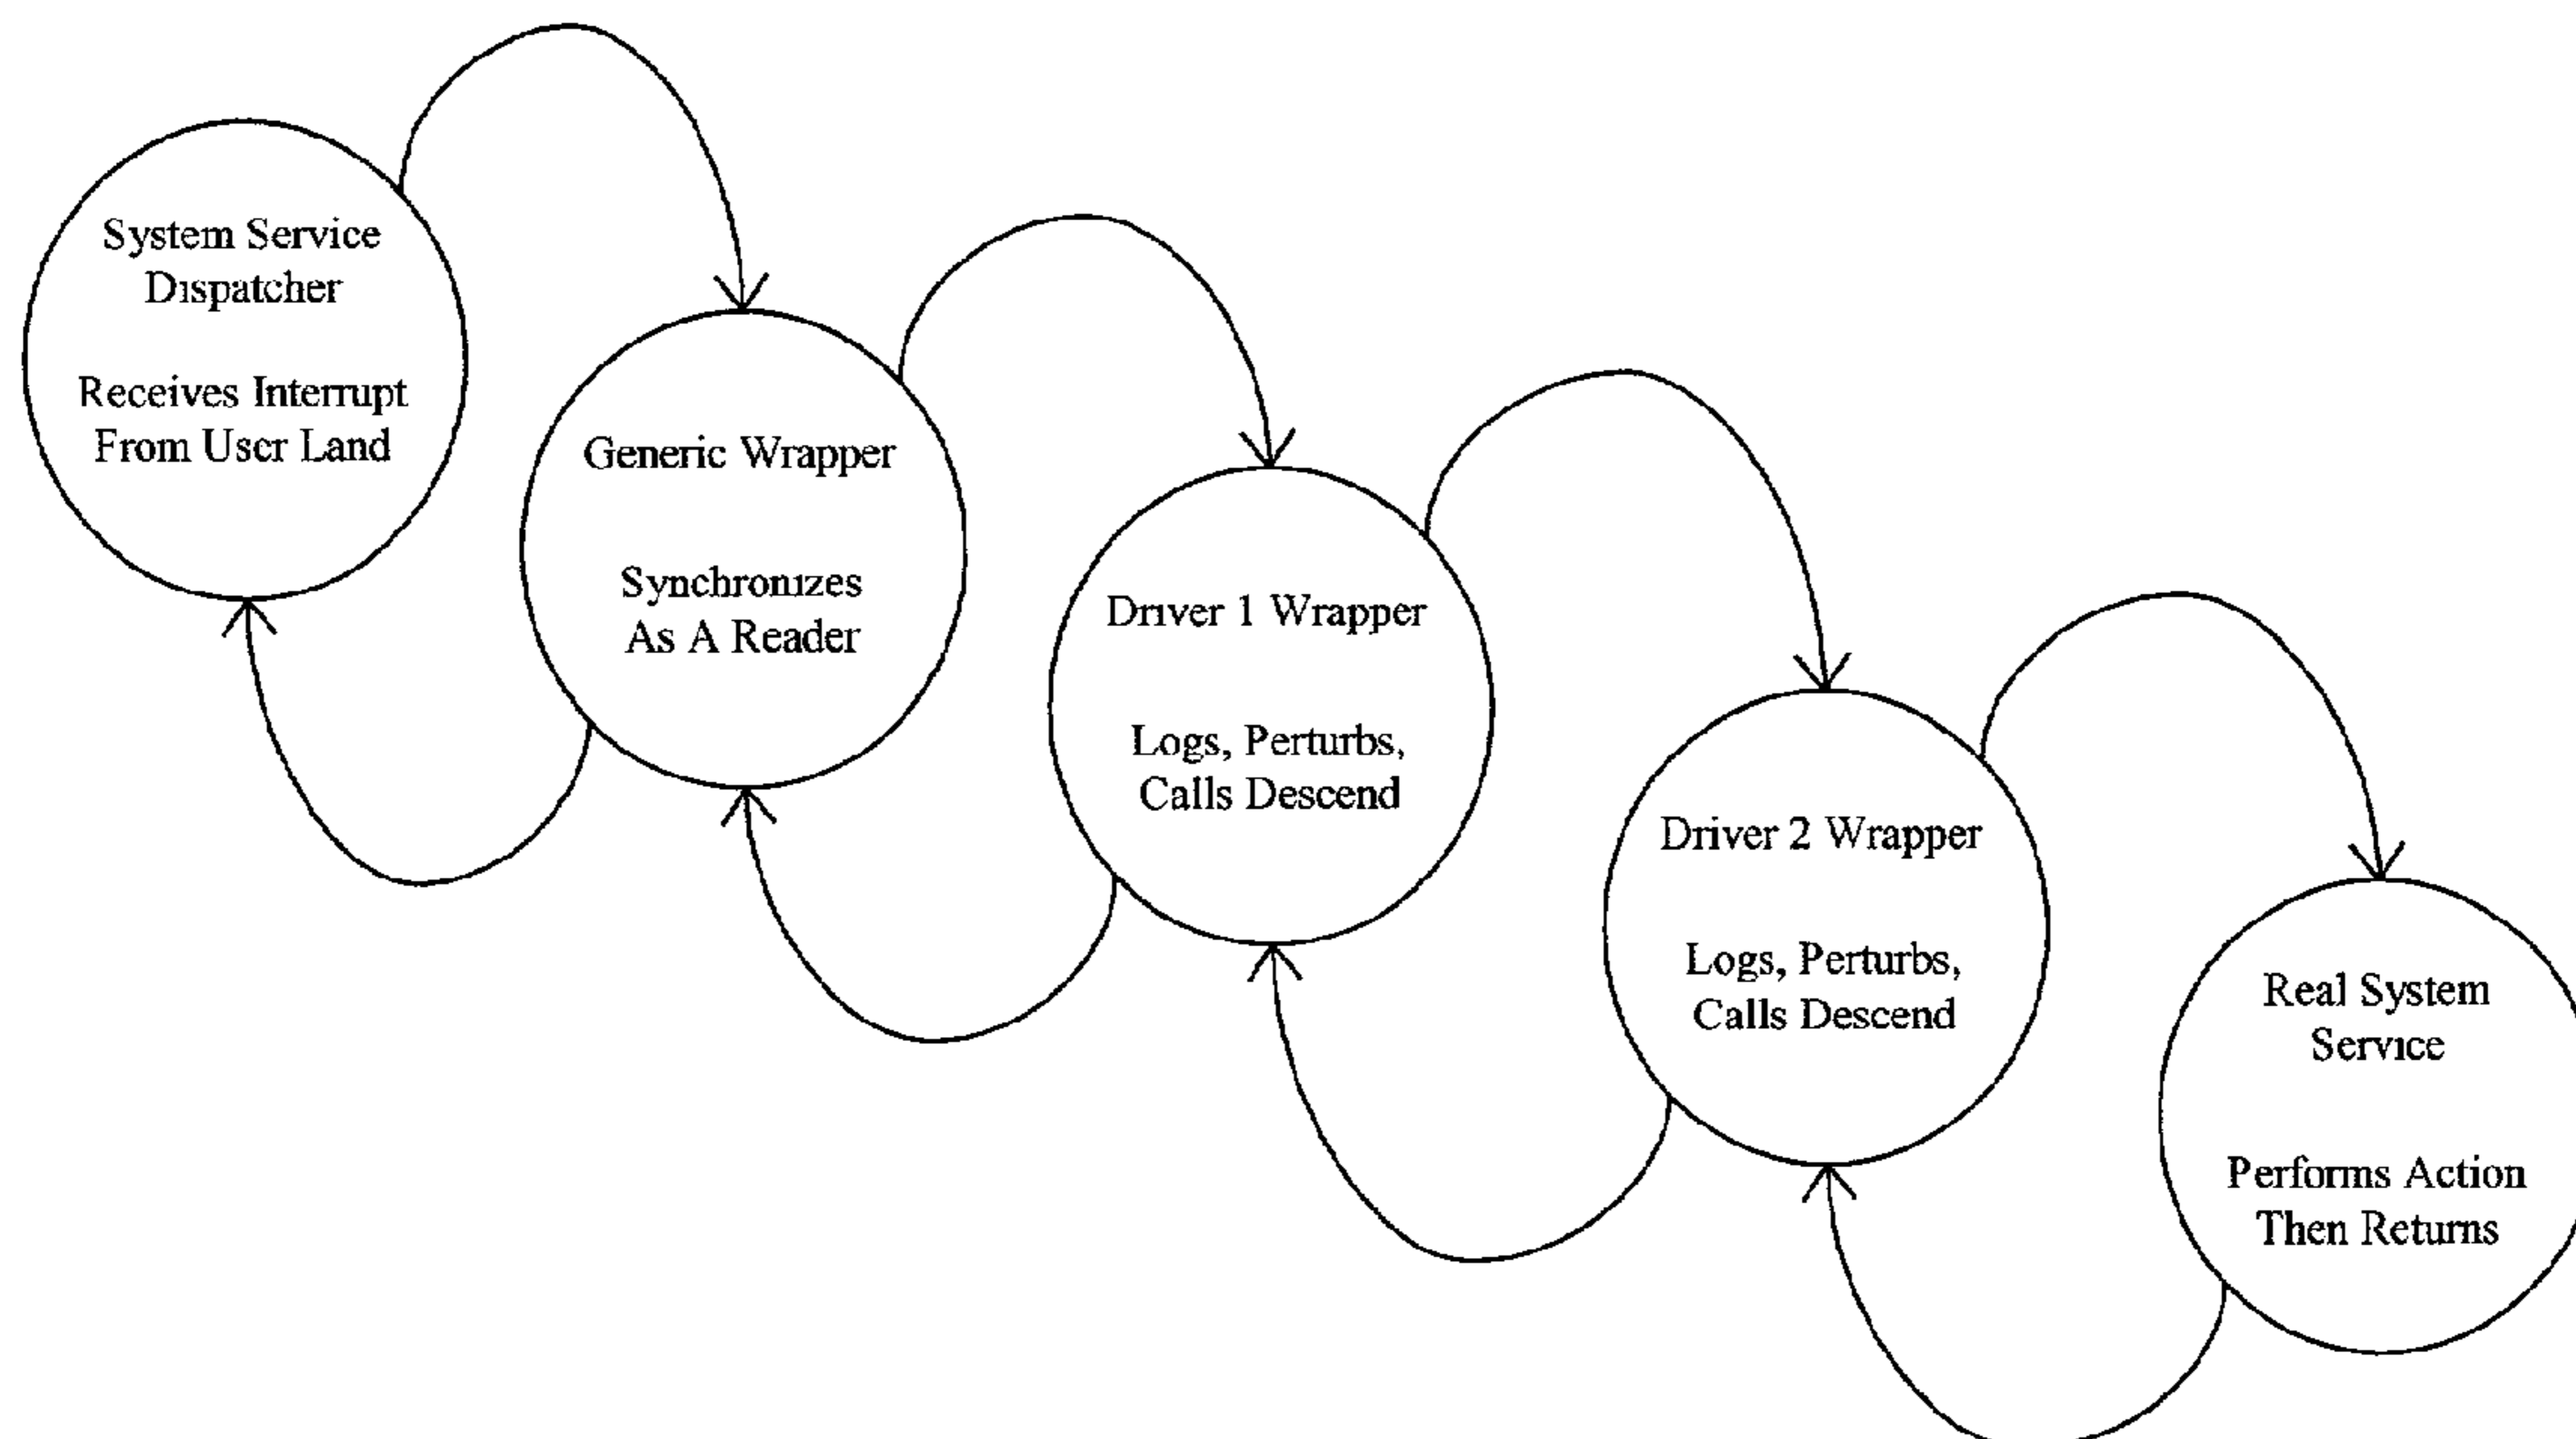 System Service
Dispatcher
Receives Interrupt
From User Land
Generic Wrapper
Synchronizes
As A Reader
Driver 1 Wrapper
Logs, Perturbs,
Calls Descend
Driver 2 Wrapper
Logs, Perturbs,
Calls Descend
Real System
Service
Performs Action
Then Returns